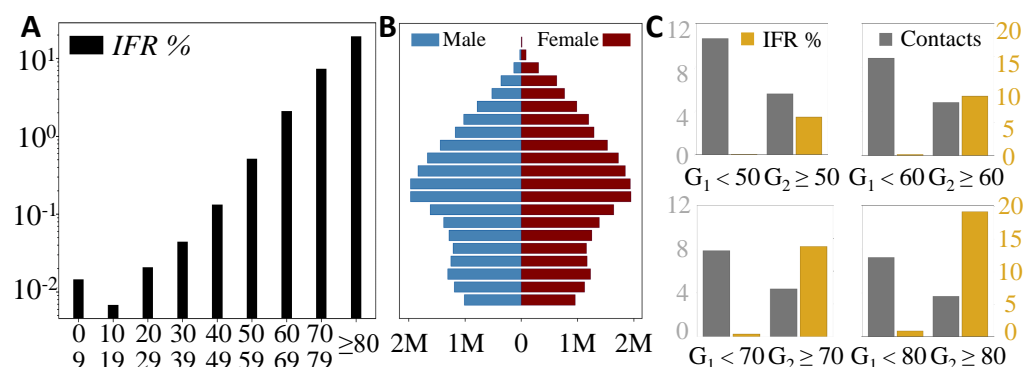 A
IFR %
10^1
10^0
10^-1
10^-2
0 10 20 30 40 50 60 70 ≥80
9 19 29 39 49 59 69 79
B
Male Female
2M 1M 0 1M 2M
C
IFR % Contacts
12
8
4
0
20
15
10
5
0
G1 < 50 G2 ≥ 50 G1 < 60 G2 ≥ 60
12
8
4
0
20
15
10
5
0
G1 < 70 G2 ≥ 70 G1 < 80 G2 ≥ 80